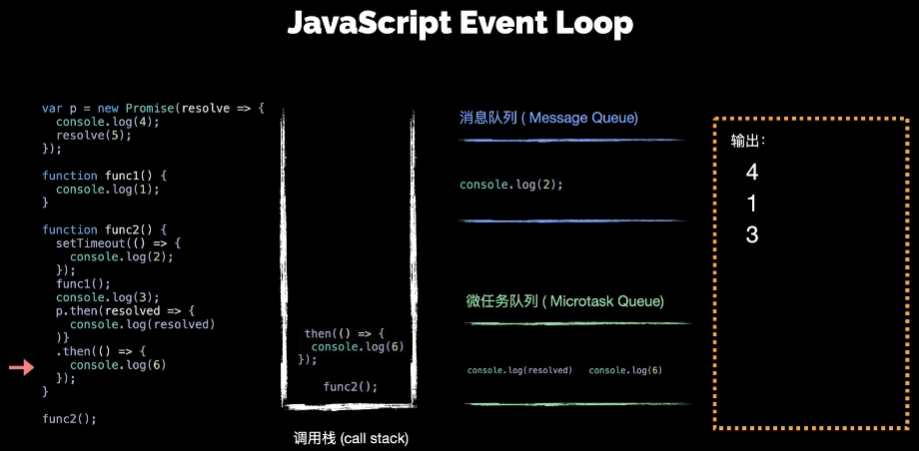 JavaScript Event Loop
var p = new Promise(resolve => {
  console.log(4);
  resolve(5);
});
function func1() {
  console.log(1);
}
function func2() {
  setTimeout(() => {
    console.log(2);
  });
  func1();
  console.log(3);
  p.then(resolved => {
    console.log(resolved)
  )}
  .then(() => {
    console.log(6)
  });
}
func2();
then(() => {
  console.log(6)
});
func2();
调用栈 (call stack)
消息队列 ( Message Queue)
console.log(2);
微任务队列 ( Microtask Queue)
console.log(resolved) console.log(6)
输出:
4
1
3